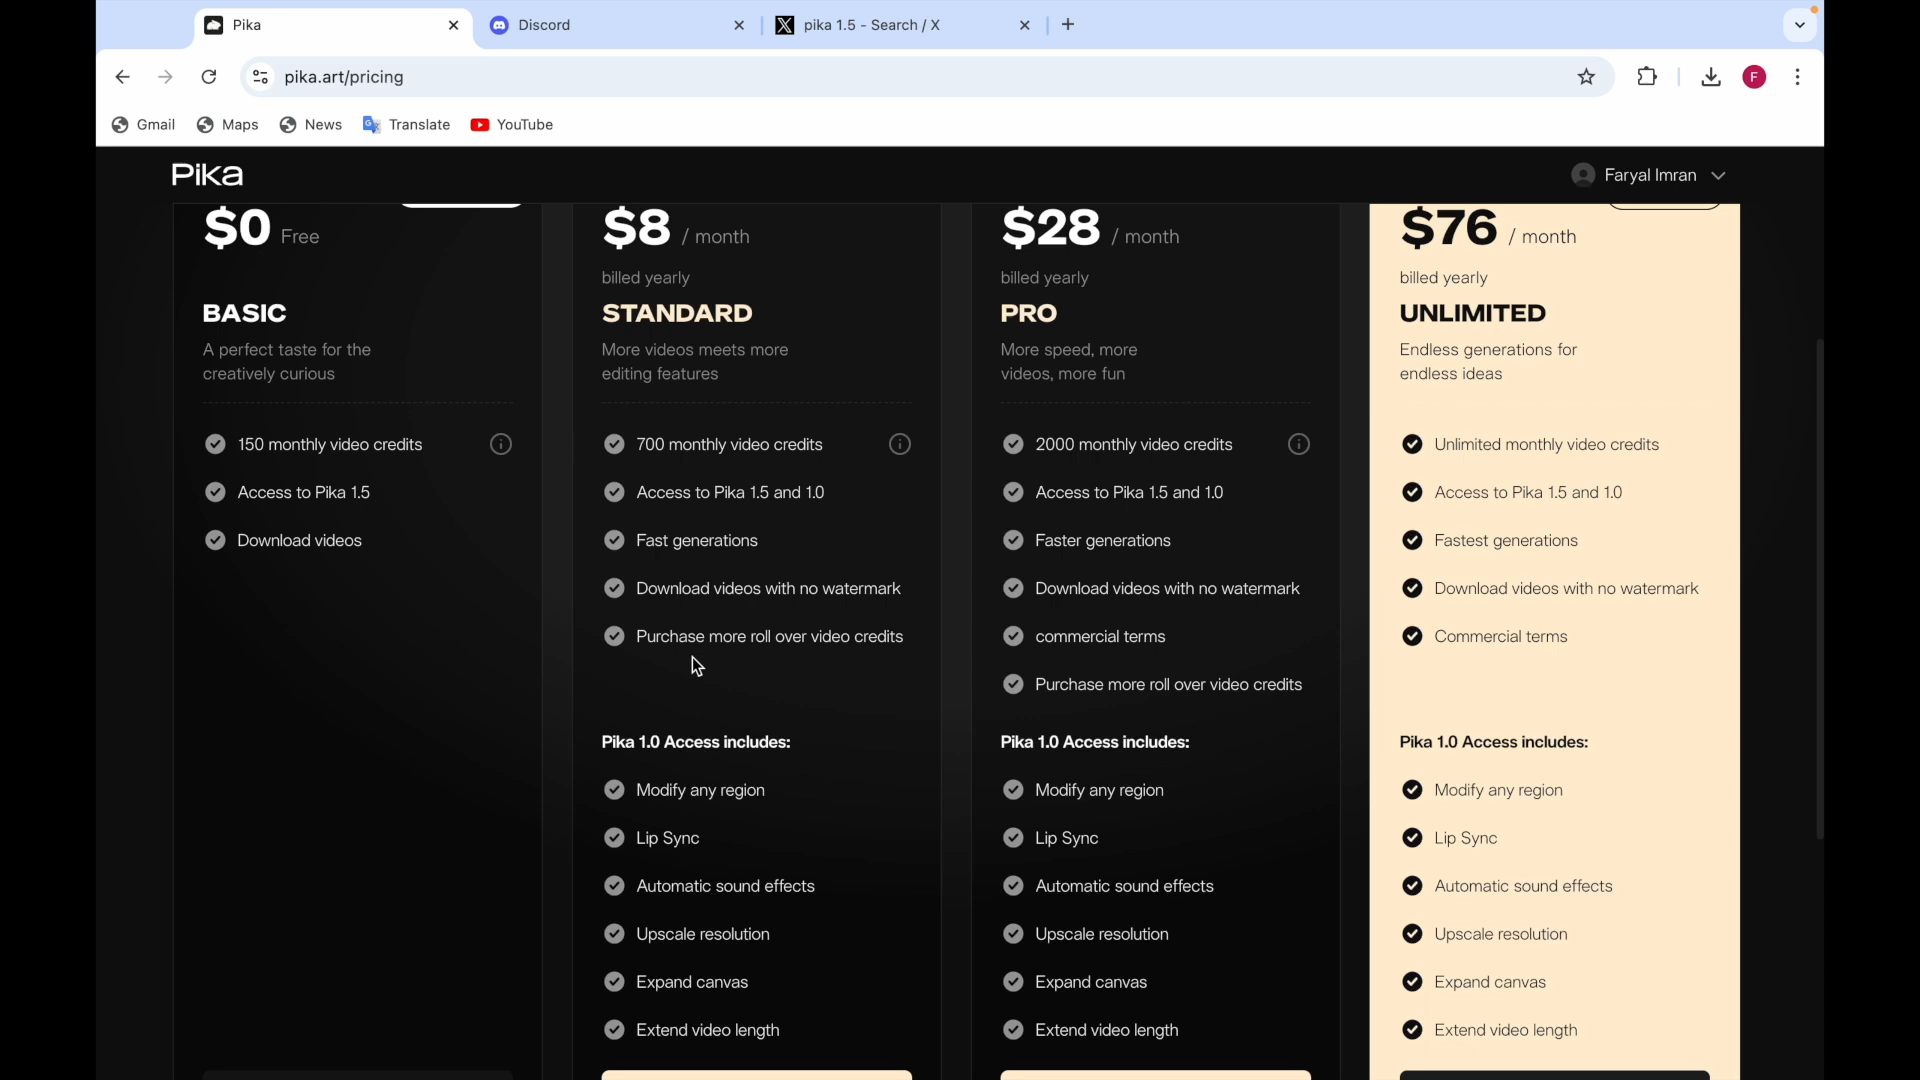 Pika
Discord
pika 1.5 - Search / X
pika.art/pricing
F
Gmail
Maps
News
Translate
YouTube
Pika
Faryal Imran
$0 Free
BASIC
A perfect taste for the
creatively curious
150 monthly video credits
Access to Pika 1.5
Download videos
$8 / month
billed yearly
STANDARD
More videos meets more
editing features
700 monthly video credits
Access to Pika 1.5 and 1.0
Fast generations
Download videos with no watermark
Purchase more roll over video credits
Pika 1.0 Access includes:
Modify any region
Lip Sync
Automatic sound effects
Upscale resolution
Expand canvas
Extend video length
$28 / month
billed yearly
PRO
More speed, more
videos, more fun
2000 monthly video credits
Access to Pika 1.5 and 1.0
Faster generations
Download videos with no watermark
commercial terms
Purchase more roll over video credits
Pika 1.0 Access includes:
Modify any region
Lip Sync
Automatic sound effects
Upscale resolution
Expand canvas
Extend video length
$76 / month
billed yearly
UNLIMITED
Endless generations for
endless ideas
Unlimited monthly video credits
Access to Pika 1.5 and 1.0
Fastest generations
Download videos with no watermark
Commercial terms
Pika 1.0 Access includes:
Modify any region
Lip Sync
Automatic sound effects
Upscale resolution
Expand canvas
Extend video length